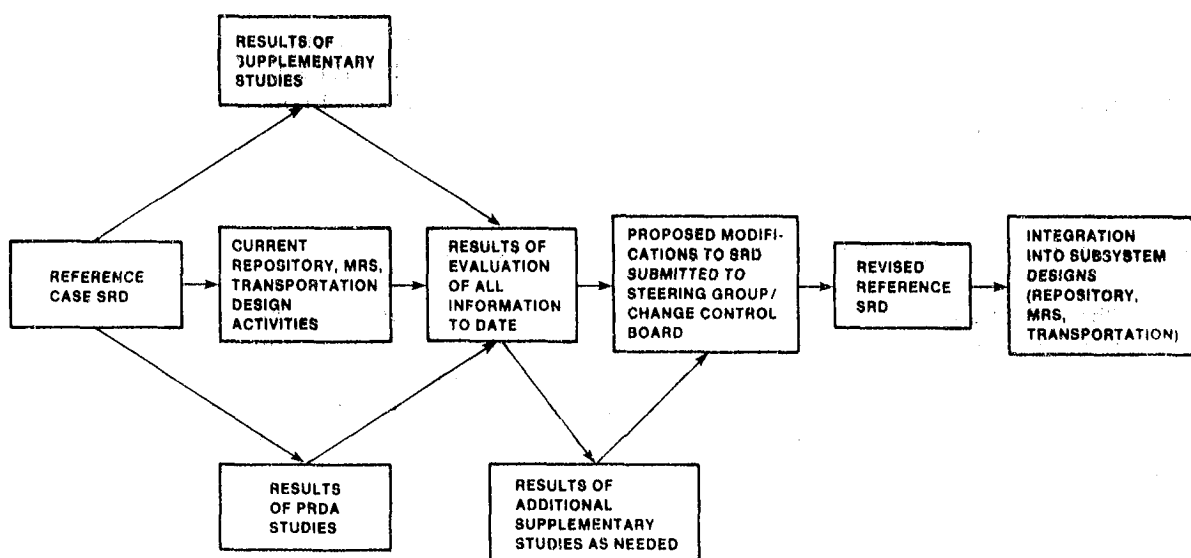 RESULTS OF
SUPPLEMENTARY
STUDIES
REFERENCE
CASE SRD
CURRENT
REPOSITORY, MRS,
TRANSPORTATION
DESIGN
ACTIVITIES
RESULTS OF
EVALUATION
OF ALL
INFORMATION
TO DATE
PROPOSED MODIFI-
CATIONS TO SRD
SUBMITTED TO
STEERING GROUP/
CHANGE CONTROL
BOARD
REVISED
REFERENCE
SRD
INTEGRATION
INTO SUBSYSTEM
DESIGNS
(REPOSITORY,
MRS,
TRANSPORTATION)
RESULTS
OF PRDA
STUDIES
RESULTS OF
ADDITIONAL
SUPPLEMENTARY
STUDIES AS NEEDED